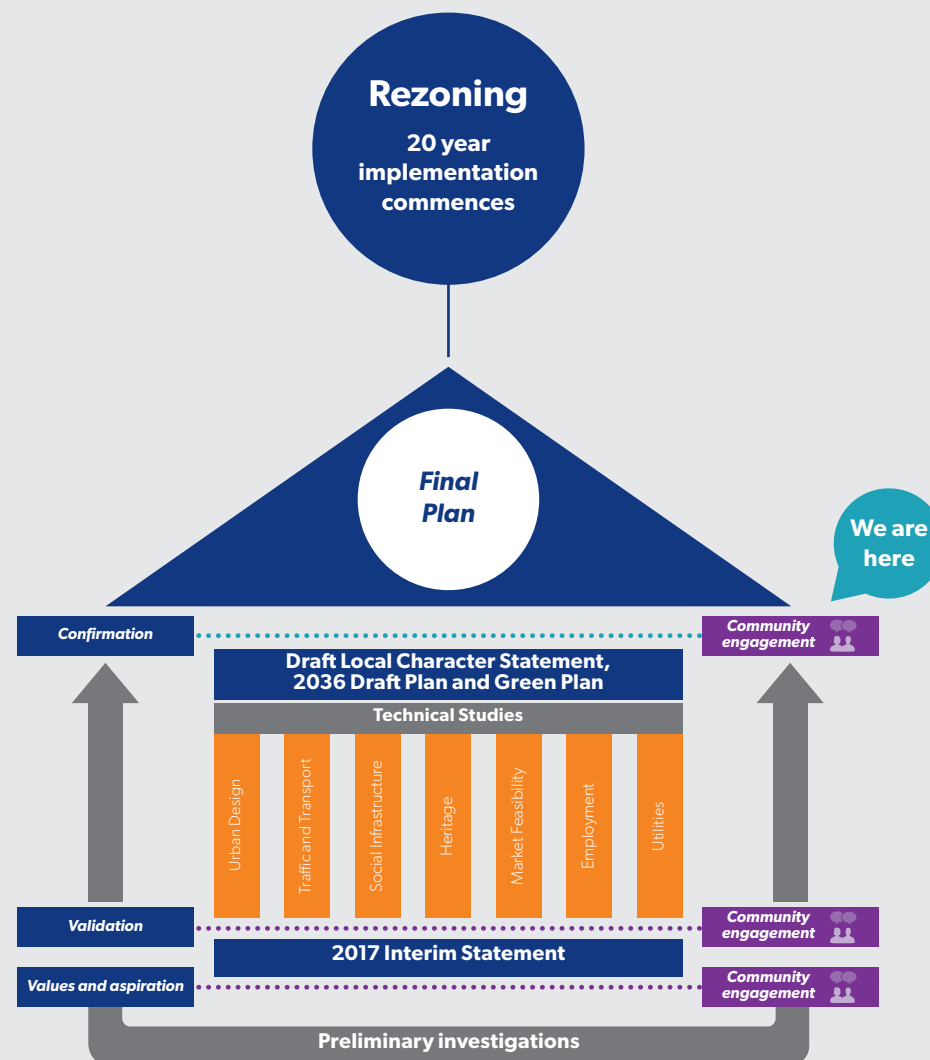 Rezoning
20 year
implementation
commences
Final
Plan
We are
here
Confirmation
Community
engagement
Draft Local Character Statement,
2036 Draft Plan and Green Plan
Technical Studies
Urban Design
Traffic and Transport
Social Infrastructure
Heritage
Market Feasibility
Employment
Utilities
Validation
Community
engagement
2017 Interim Statement
Values and aspiration
Community
engagement
Preliminary investigations